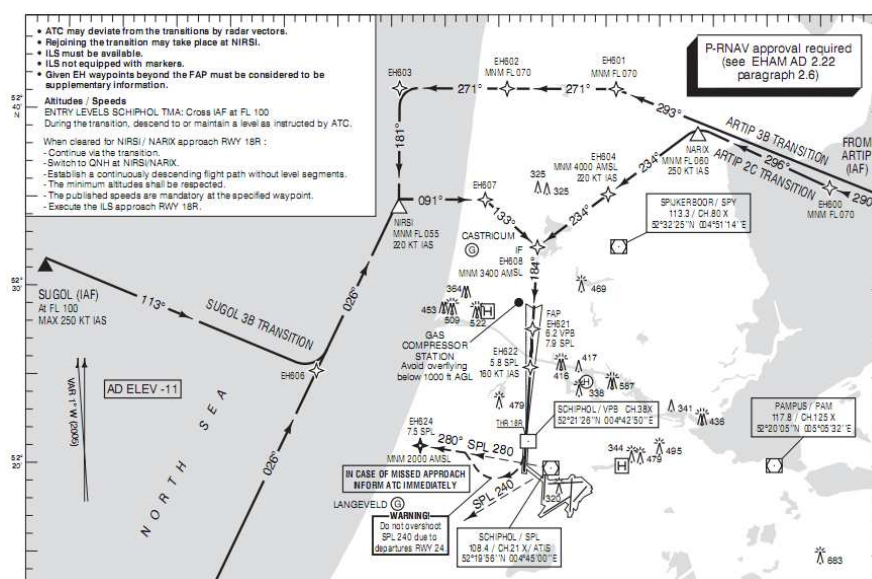 • ATC may deviate from the transitions by radar vectors.
• Rejoining the transition may take place at NIRSI.
• ILS must be available.
• ILS not equipped with markers.
• Given EH waypoints beyond the FAP must be considered to be
supplementary information.
Altitudes / Speeds
ENTRY LEVELS SCHIPHOL TMA: Cross IAF at FL 100
During the transition, descend to or maintain a level as instructed by ATC.
When cleared for NIRSI / NARIX approach RWY 18R :
- Continue via the transition.
- Switch to QNH at NIRSI/NARIX.
- Establish a continuously descending flight path without level segments.
- The minimum altitudes shall be respected.
- The published speeds are mandatory at the specified waypoint.
- Execute the ILS approach RWY 18R.
P-RNAV approval required
(see EHAM AD 2.22
paragraph 2.6)
EH603
EH602
MNM FL 070
EH601
MNM FL 070
271°
271°
293°
181°
52°
40'
N
ARTIP 3B TRANSITION
FROM
ARTIP
(IAF)
NARIX
MNM FL 060
250 KT IAS
296°
ARTIP 2C TRANSITION
290°
EH600
MNM FL 070
EH604
MNM 4000 AMSL
220 KT IAS
234°
234°
325
325
091°
EH607
133°
NIRSI
MNM FL 055
220 KT IAS
CASTRICUM
G
IF
EH608
MNM 3400 AMSL
184°
SPIJKERBOOR / SPY
113.3 / CH.80 X
52°32'25''N 004°51'14''E
SUGOL (IAF)
At FL 100
MAX 250 KT IAS
113°
SUGOL 3B TRANSITION
026°
52°
30'
469
364
453
509
522
H
GAS
COMPRESSOR
STATION
Avoid overflying
below 1000 ft AGL
FAP
EH621
6.2 VPB
7.9 SPL
EH622
5.8 SPL
160 KT IAS
416
417
338
H
587
EH606
AD ELEV -11
VAR 1° W (2005)
NORTH SEA
026°
479
THR 18R
SCHIPHOL / VPB CH.38X
52°21'28''N 004°42'50''E
341
436
PAMPUS / PAM
117.8 / CH.125 X
52°20'05''N 005°05'32''E
EH624
7.5 SPL
280°
SPL 280
MNM 2000 AMSL
52°
20'
344
479
495
H
IN CASE OF MISSED APPROACH
INFORM ATC IMMEDIATELY
LANGEVELD G
SPL 240
320
WARNING!
Do not overshoot
SPL 240 due to
departures RWY 24.
SCHIPHOL / SPL
108.4 / CH.21 X / ATIS
52°19'56''N 004°45'00''E
683